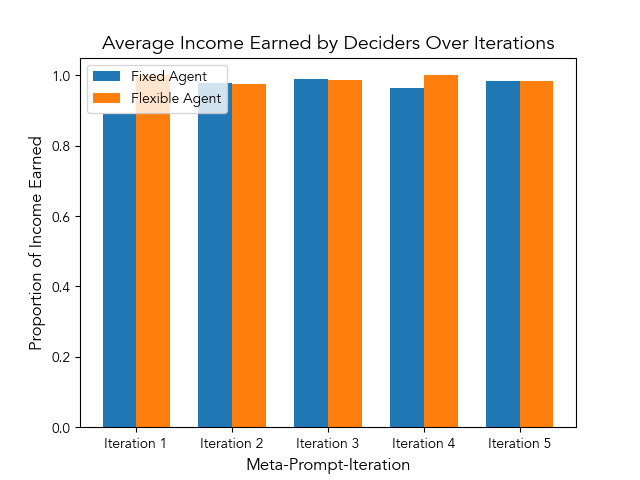 Average Income Earned by Deciders Over Iterations
Fixed Agent
Flexible Agent
Proportion of Income Earned
1.0
0.8
0.6
0.4
0.2
0.0
Iteration 1
Iteration 2
Iteration 3
Iteration 4
Iteration 5
Meta-Prompt-Iteration